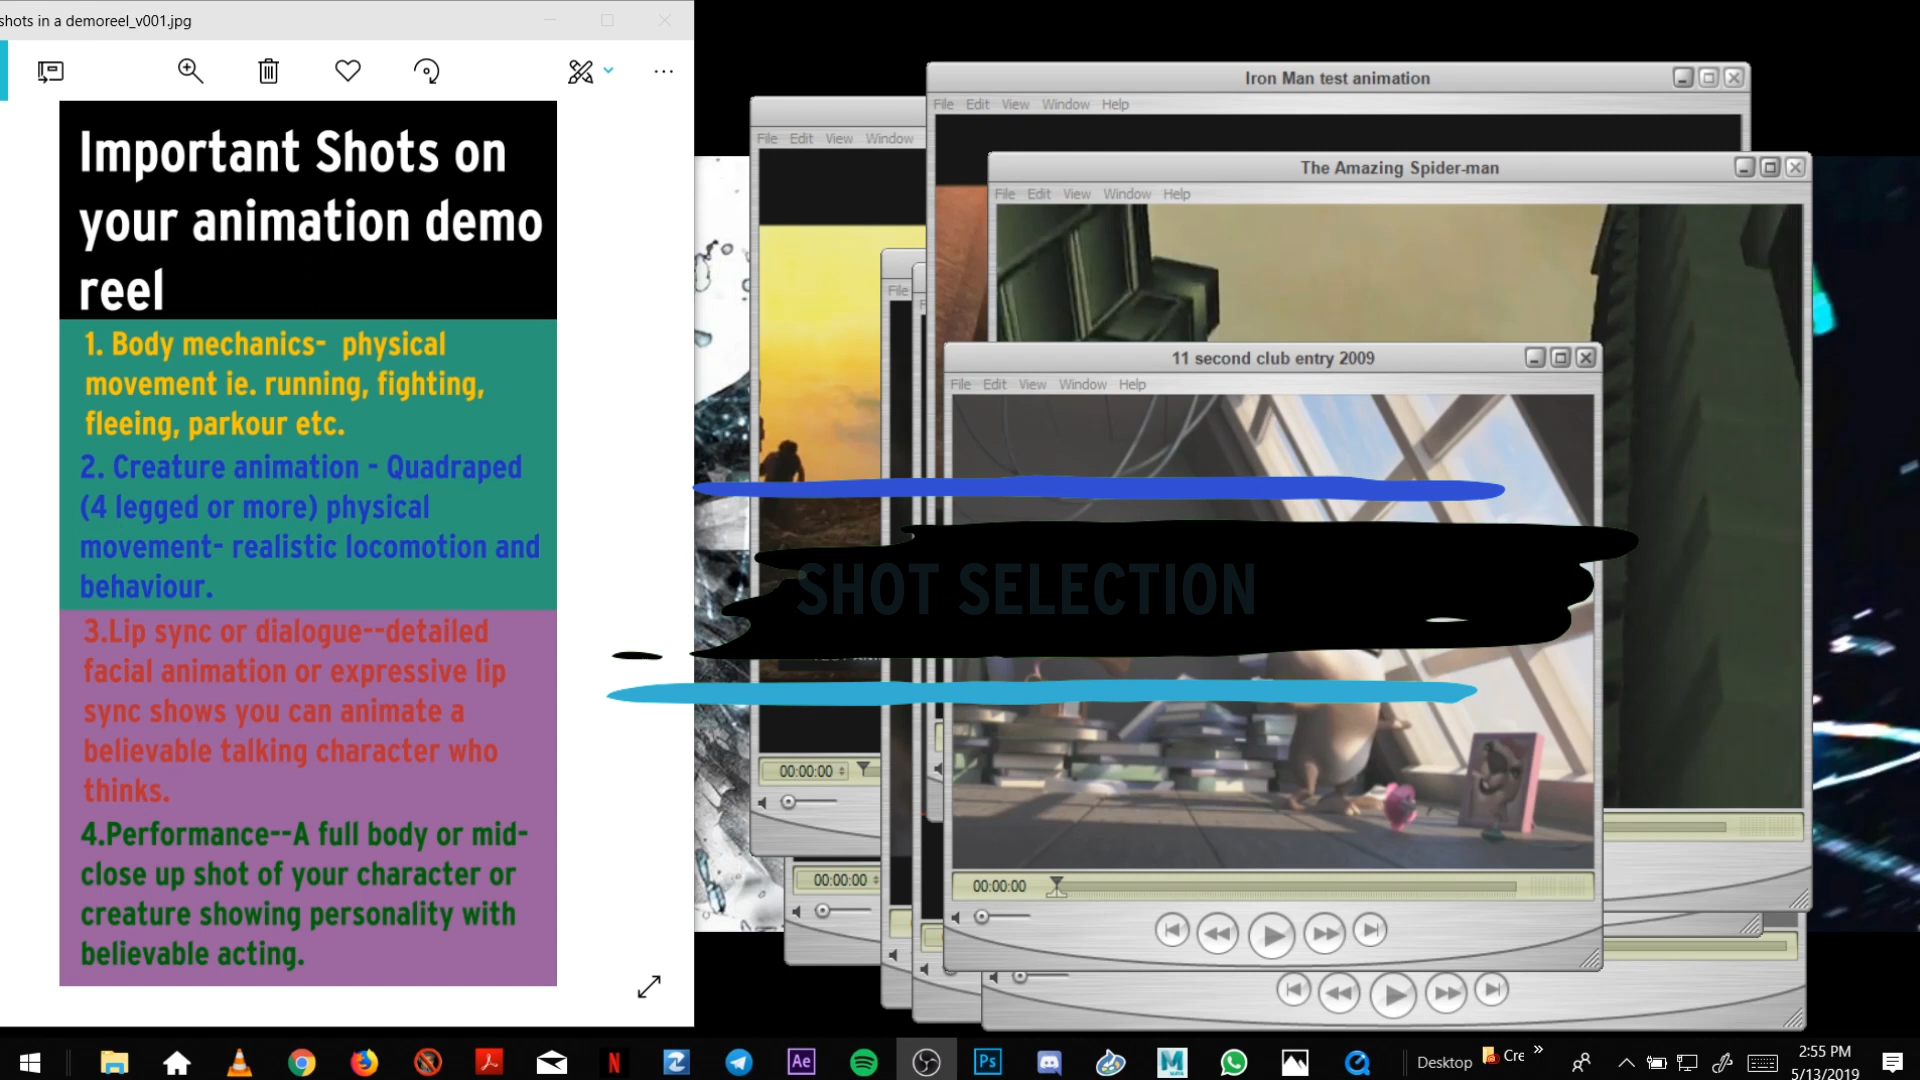 shots in a demoreel_v001.jpg
Important Shots on
your animation demo
reel
1. Body mechanics-  physical
movement ie. running, fighting,
fleeing, parkour etc.
2. Creature animation - Quadraped
(4 legged or more) physical
movement- realistic locomotion and
behaviour.
3.Lip sync or dialogue--detailed
facial animation or expressive lip
sync shows you can animate a
believable talking character who
thinks.
4.Performance--A full body or mid-
close up shot of your character or
creature showing personality with
believable acting.
File Edit View Window
00:00:00
00:00:00
File
Iron Man test animation
File Edit View Window Help
The Amazing Spider-man
File Edit View Window Help
11 second club entry 2009
File Edit View Window Help
SHOT SELECTION
00:00:00
N
Ae
Ps
M
Desktop
Cre
2:55 PM
5/13/2019